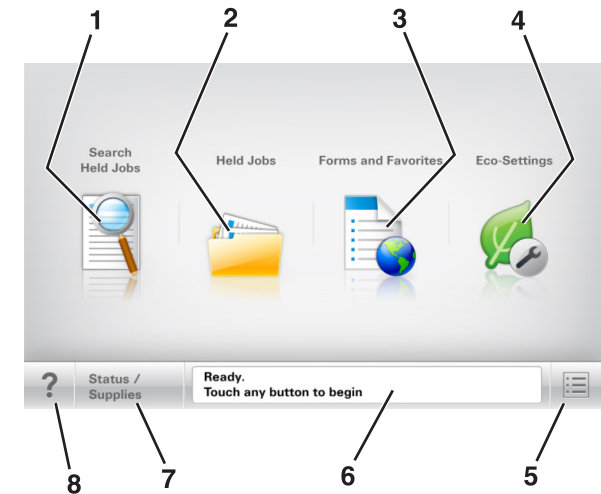 1
2
3
4
Search
Held Jobs
Held Jobs
Forms and Favorites
Eco-Settings
?
Status /
Supplies
Ready.
Touch any button to begin
8
7
6
5